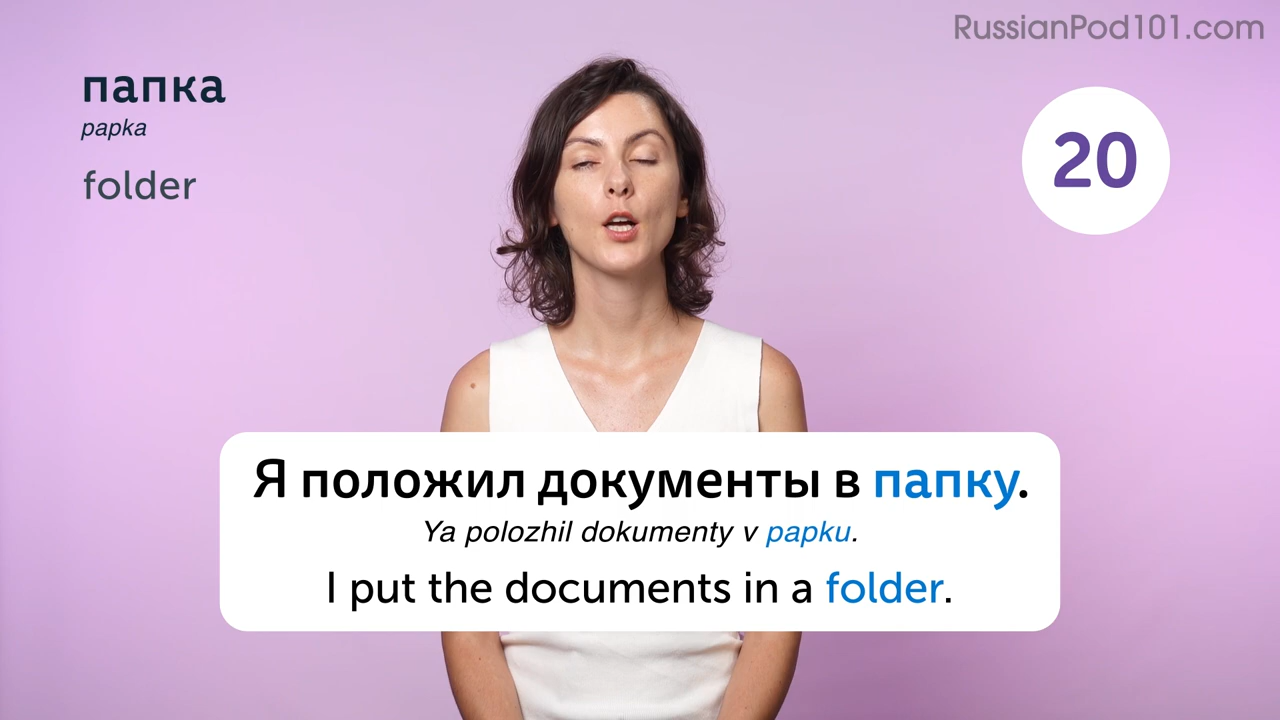 RussianPod101.com
папка
papka
folder
20
Я положил документы в папку.
Ya polozhil dokumenty v papku.
I put the documents in a folder.